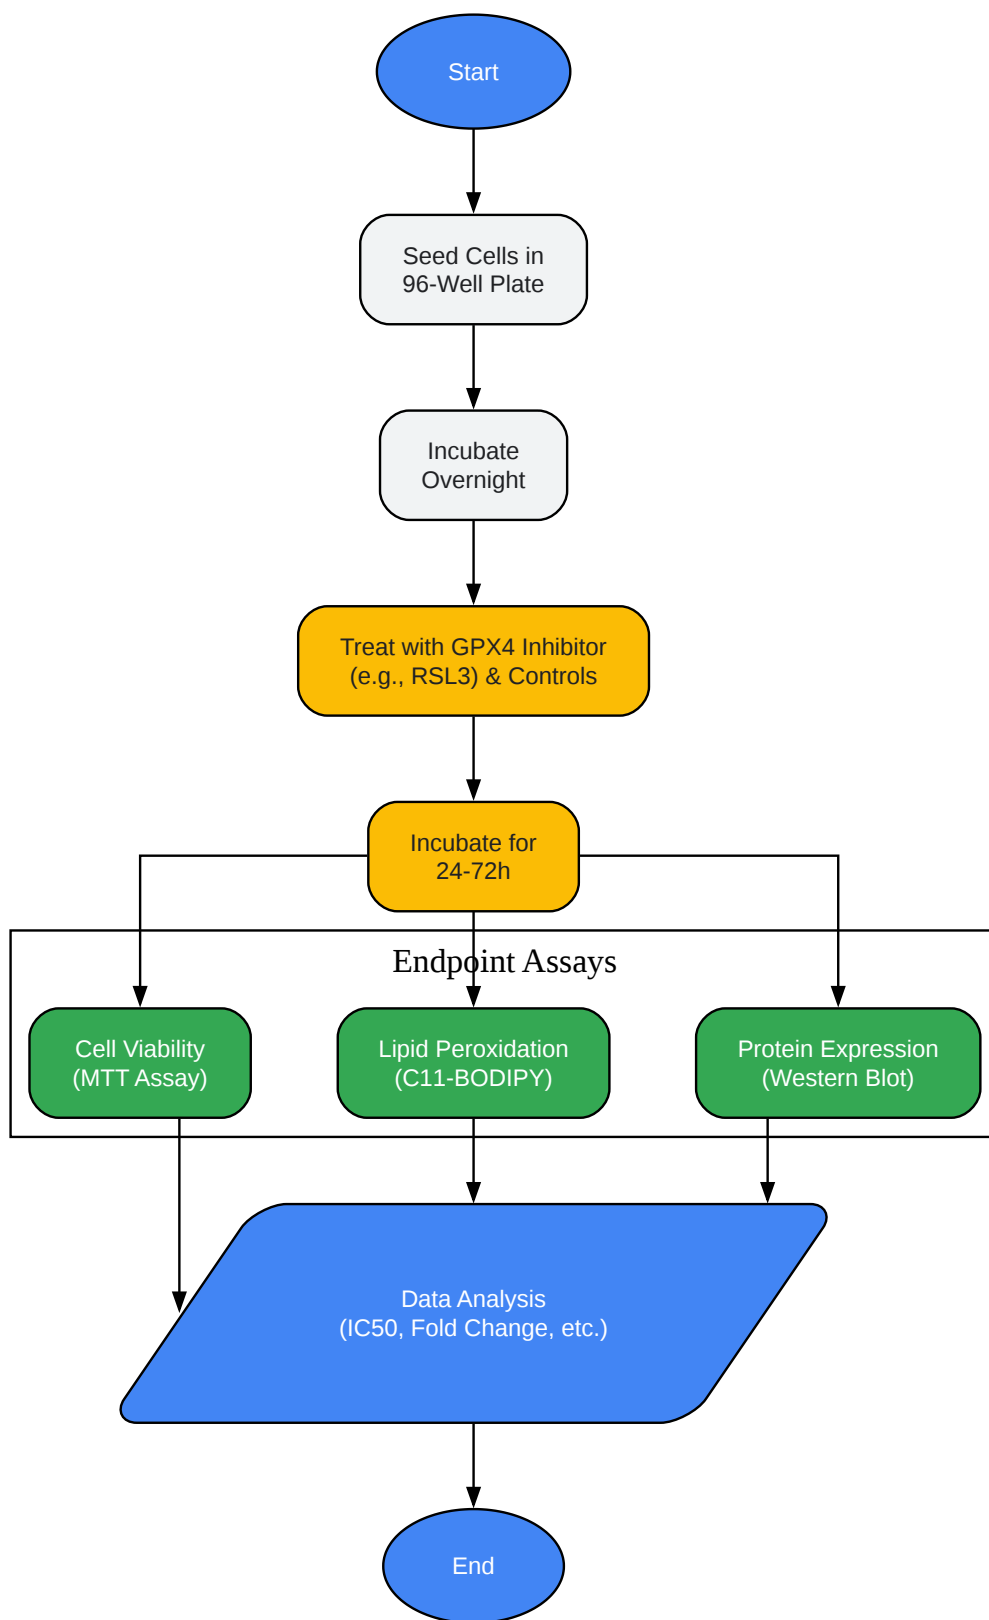 Start
Seed Cells in
96-Well Plate
Incubate
Overnight
Treat with GPX4 Inhibitor
(e.g., RSL3) & Controls
Incubate for
24-72h
Endpoint Assays
Cell Viability
(MTT Assay)
Lipid Peroxidation
(C11-BODIPY)
Protein Expression
(Western Blot)
Data Analysis
(IC50, Fold Change, etc.)
End